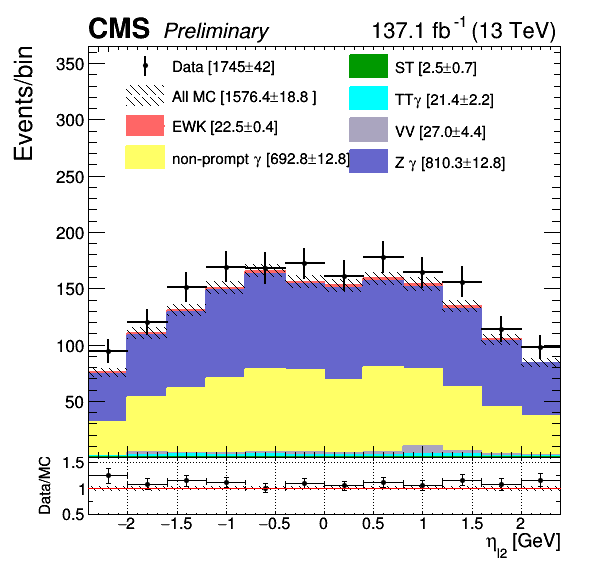 CMS Preliminary 137.1 fb⁻¹ (13 TeV)
Events/bin
350
300
250
200
150
100
50
Data [1745±42]
All MC [1576.4±18.8 ]
EWK [22.5±0.4]
non-prompt γ [692.8±12.8]
ST [2.5±0.7]
TTγ [21.4±2.2]
VV [27.0±4.4]
Z γ [810.3±12.8]
Data/MC
1.5
1
0.5
−2 −1.5 −1 −0.5 0 0.5 1 1.5 2
η_l2 [GeV]